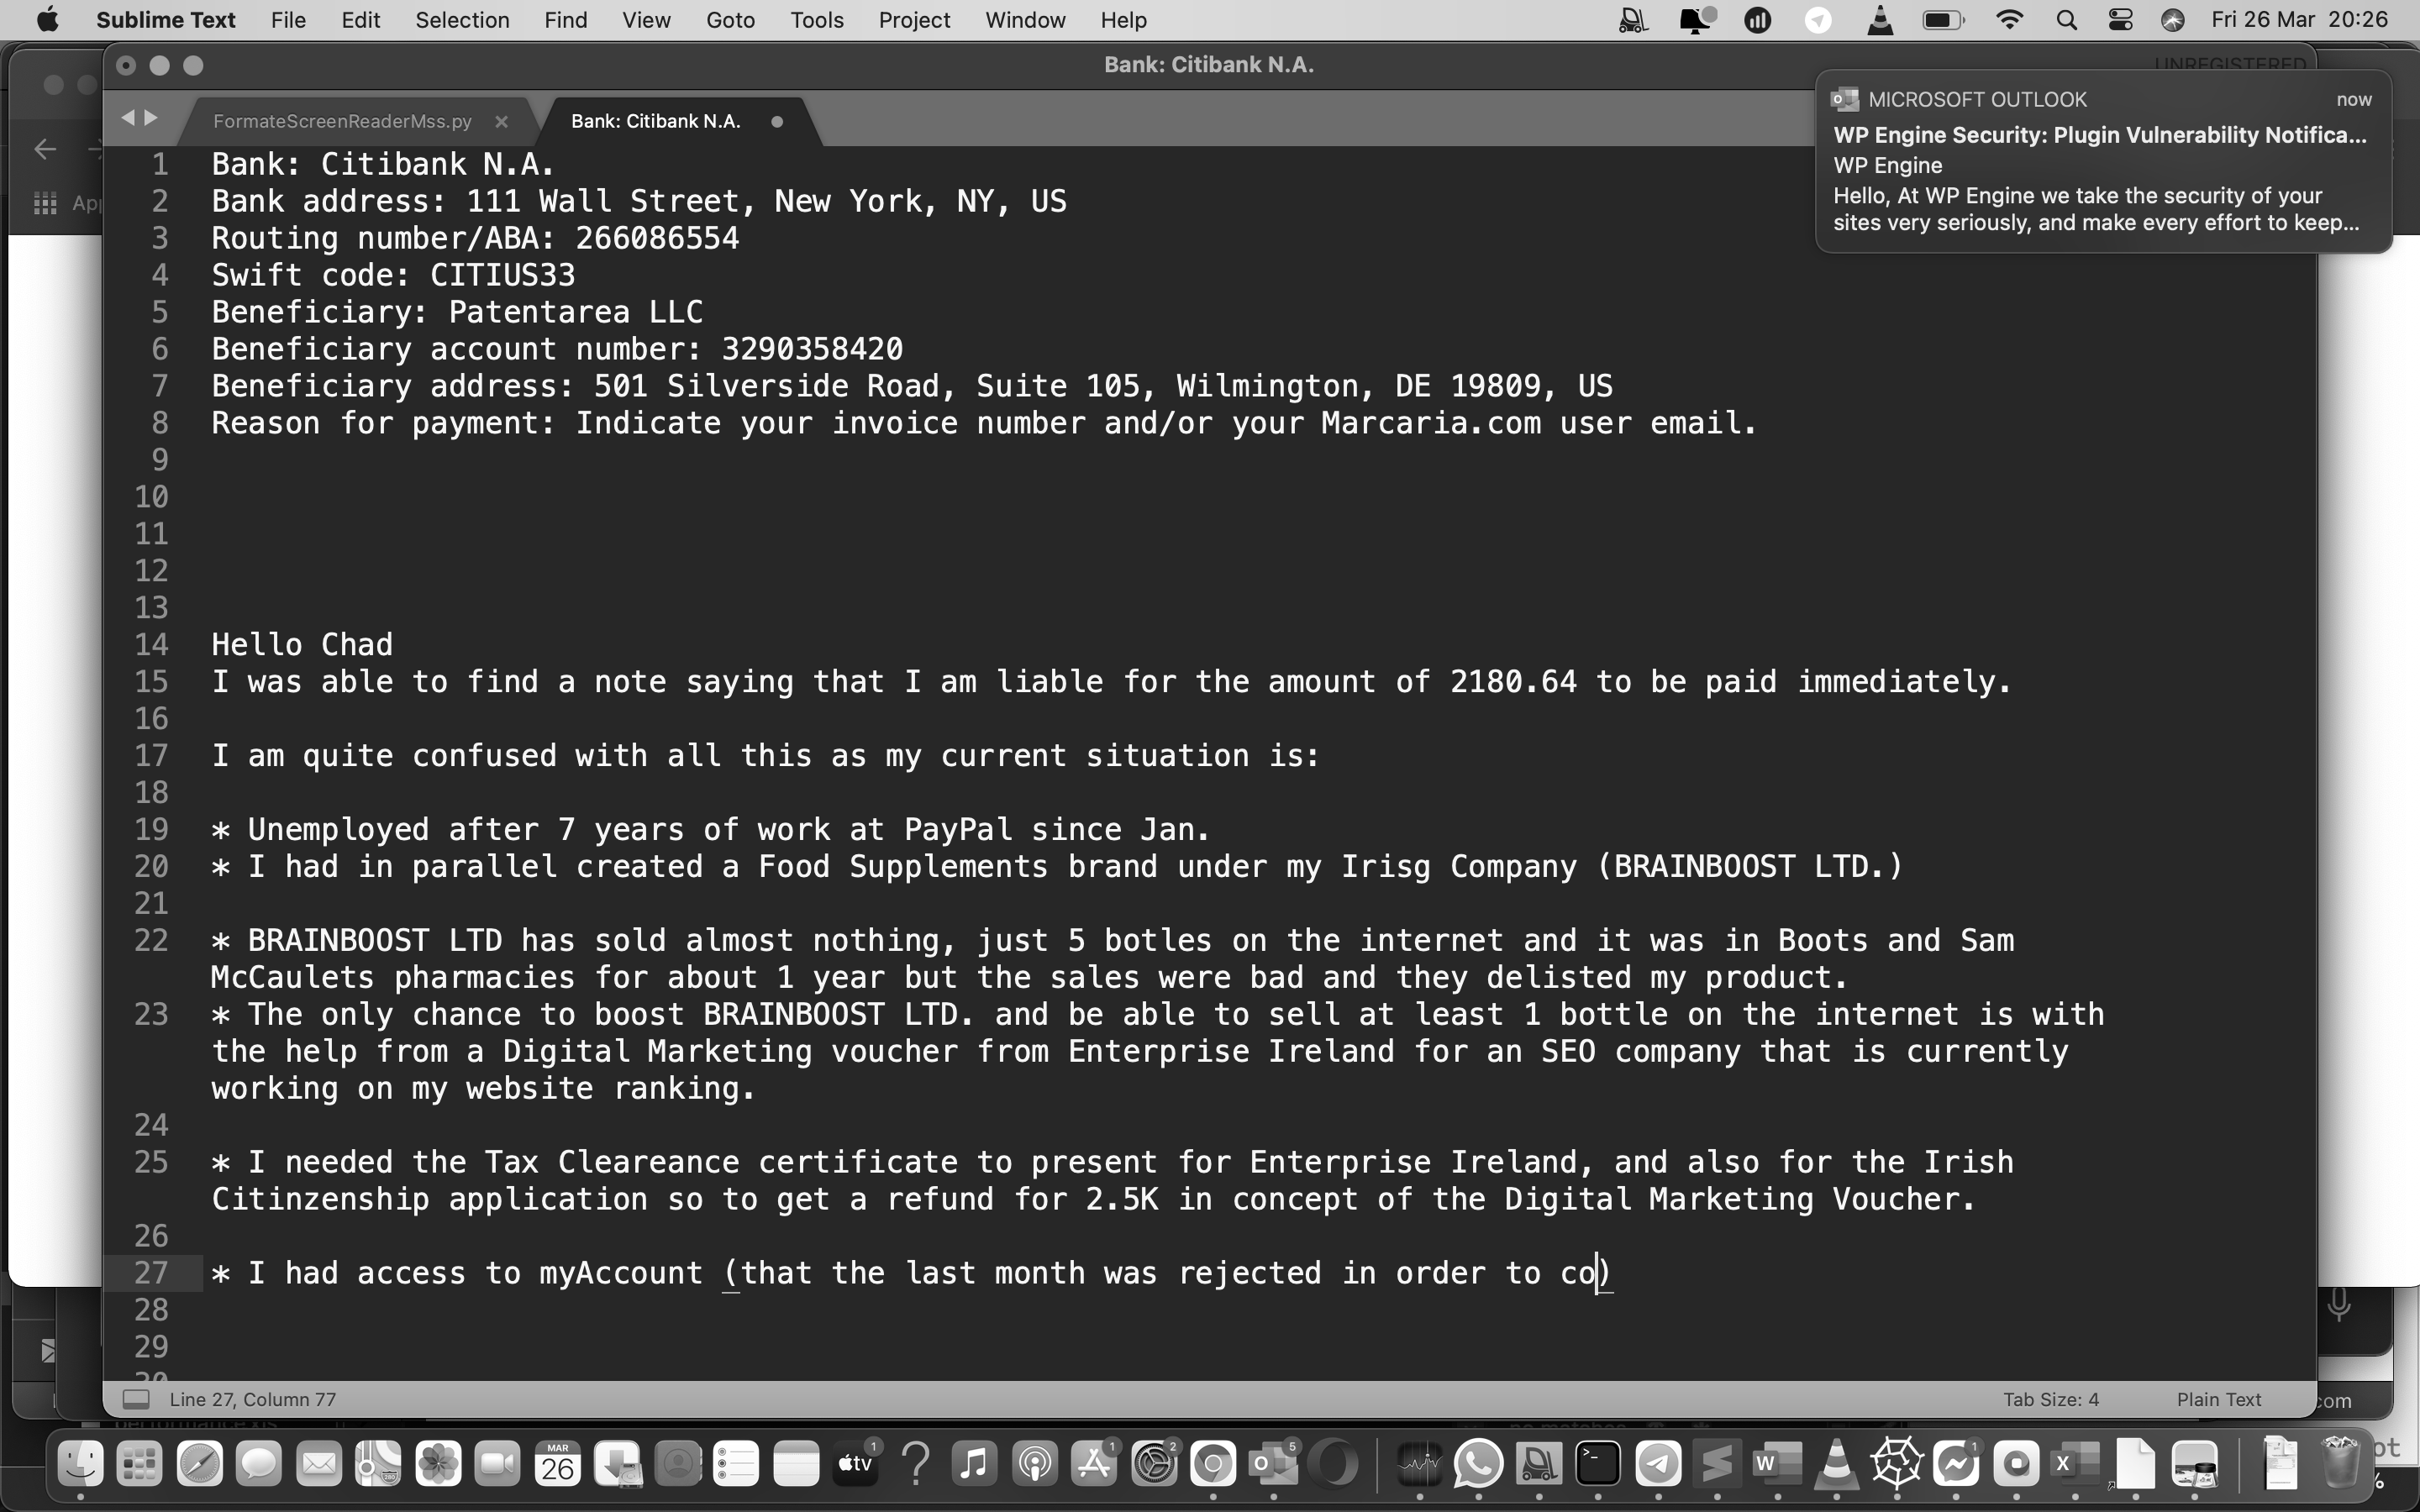 Sublime Text File Edit Selection Find View Goto Tools Project Window Help Fri 26 Mar 20:26
Bank: Citibank N.A.
UNREGISTERED
FormateScreenReaderMss.py
Bank: Citibank N.A.
MICROSOFT OUTLOOK now
WP Engine Security: Plugin Vulnerability Notifica...
WP Engine
Hello, At WP Engine we take the security of your
sites very seriously, and make every effort to keep...
1 Bank: Citibank N.A.
2 Bank address: 111 Wall Street, New York, NY, US
3 Routing number/ABA: 266086554
4 Swift code: CITIUS33
5 Beneficiary: Patentarea LLC
6 Beneficiary account number: 3290358420
7 Beneficiary address: 501 Silverside Road, Suite 105, Wilmington, DE 19809, US
8 Reason for payment: Indicate your invoice number and/or your Marcaria.com user email.
9
10
11
12
13
14 Hello Chad
15 I was able to find a note saying that I am liable for the amount of 2180.64 to be paid immediately.
16
17 I am quite confused with all this as my current situation is:
18
19 * Unemployed after 7 years of work at PayPal since Jan.
20 * I had in parallel created a Food Supplements brand under my Irisg Company (BRAINBOOST LTD.)
21
22 * BRAINBOOST LTD has sold almost nothing, just 5 botles on the internet and it was in Boots and Sam
McCaulets pharmacies for about 1 year but the sales were bad and they delisted my product.
23 * The only chance to boost BRAINBOOST LTD. and be able to sell at least 1 bottle on the internet is with
the help from a Digital Marketing voucher from Enterprise Ireland for an SEO company that is currently
working on my website ranking.
24
25 * I needed the Tax Cleareance certificate to present for Enterprise Ireland, and also for the Irish
Citinzenship application so to get a refund for 2.5K in concept of the Digital Marketing Voucher.
26
27 * I had access to myAccount (that the last month was rejected in order to co)
28
29
30
Line 27, Column 77 Tab Size: 4 Plain Text
MAR
26
tv